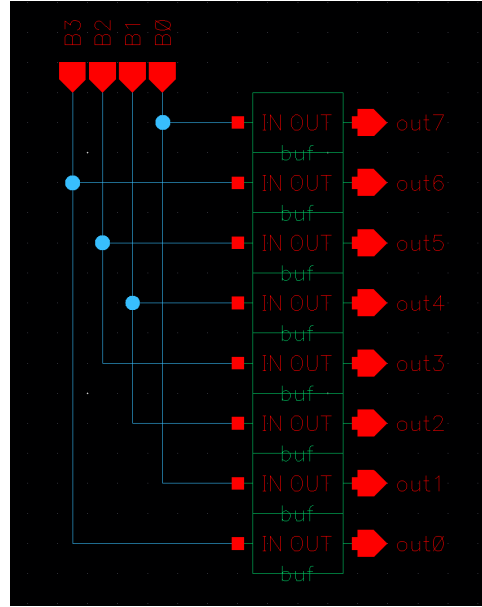 B3 B2 B1 B0
IN OUT out7
buf
IN OUT out6
buf
IN OUT out5
buf
IN OUT out4
buf
IN OUT out3
buf
IN OUT out2
buf
IN OUT out1
buf
IN OUT out0
buf